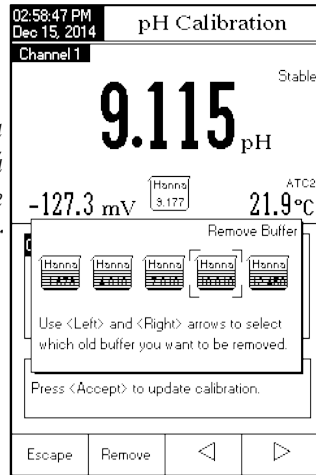 02:58:47 PM
Dec 15, 2014
pH Calibration
Channel 1
Stable
9.115 pH
-127.3 mV
Hanna
9.177
ATC2
21.9°C
Remove Buffer
Hanna Hanna Hanna Hanna Hanna
Use <Left> and <Right> arrows to select
which old buffer you want to be removed.
Press <Accept> to update calibration.
Escape Remove